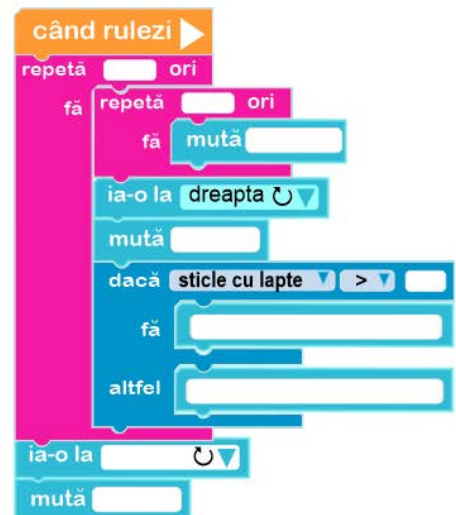 când rulezi
repetă ori
fă repetă ori
fă mută
ia-o la dreapta
mută
dacă sticle cu lapte >
fă
altfel
ia-o la
mută